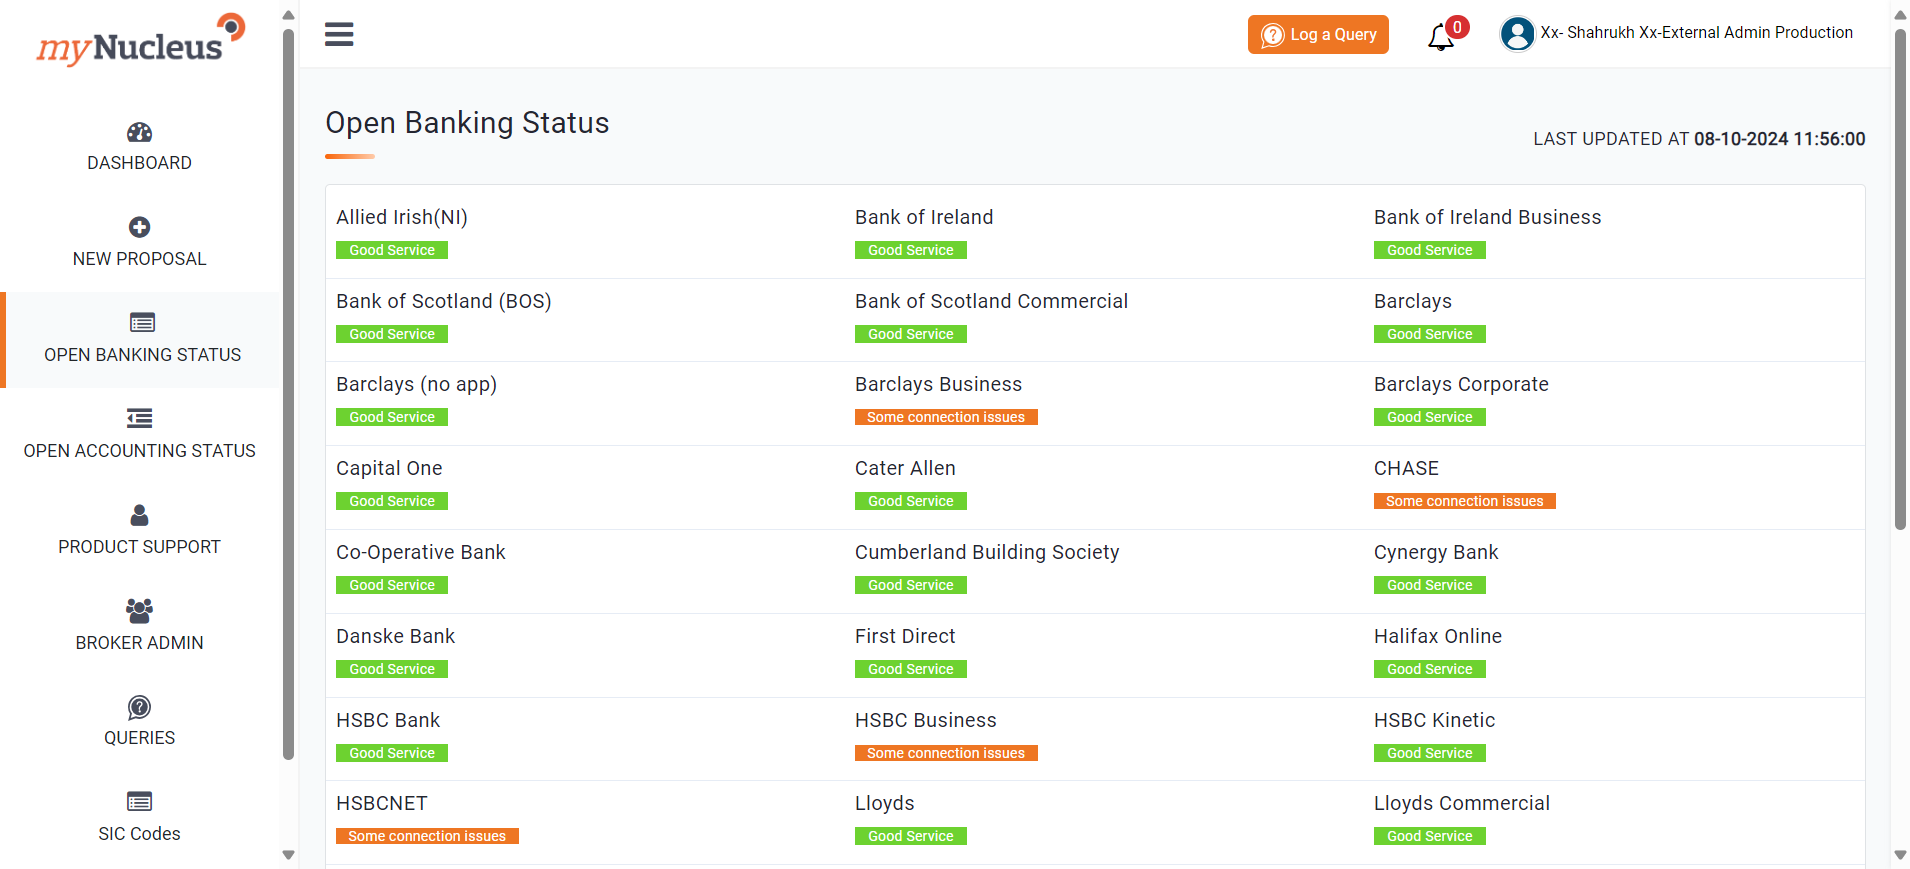 myNucleus
DASHBOARD
NEW PROPOSAL
OPEN BANKING STATUS
OPEN ACCOUNTING STATUS
PRODUCT SUPPORT
BROKER ADMIN
QUERIES
SIC Codes
Log a Query
0
Xx- Shahrukh Xx-External Admin Production
Open Banking Status
LAST UPDATED AT 08-10-2024 11:56:00
Allied Irish(NI)
Good Service
Bank of Ireland
Good Service
Bank of Ireland Business
Good Service
Bank of Scotland (BOS)
Good Service
Bank of Scotland Commercial
Good Service
Barclays
Good Service
Barclays (no app)
Good Service
Barclays Business
Some connection issues
Barclays Corporate
Good Service
Capital One
Good Service
Cater Allen
Good Service
CHASE
Some connection issues
Co-Operative Bank
Good Service
Cumberland Building Society
Good Service
Cynergy Bank
Good Service
Danske Bank
Good Service
First Direct
Good Service
Halifax Online
Good Service
HSBC Bank
Good Service
HSBC Business
Some connection issues
HSBC Kinetic
Good Service
HSBCNET
Some connection issues
Lloyds
Good Service
Lloyds Commercial
Good Service